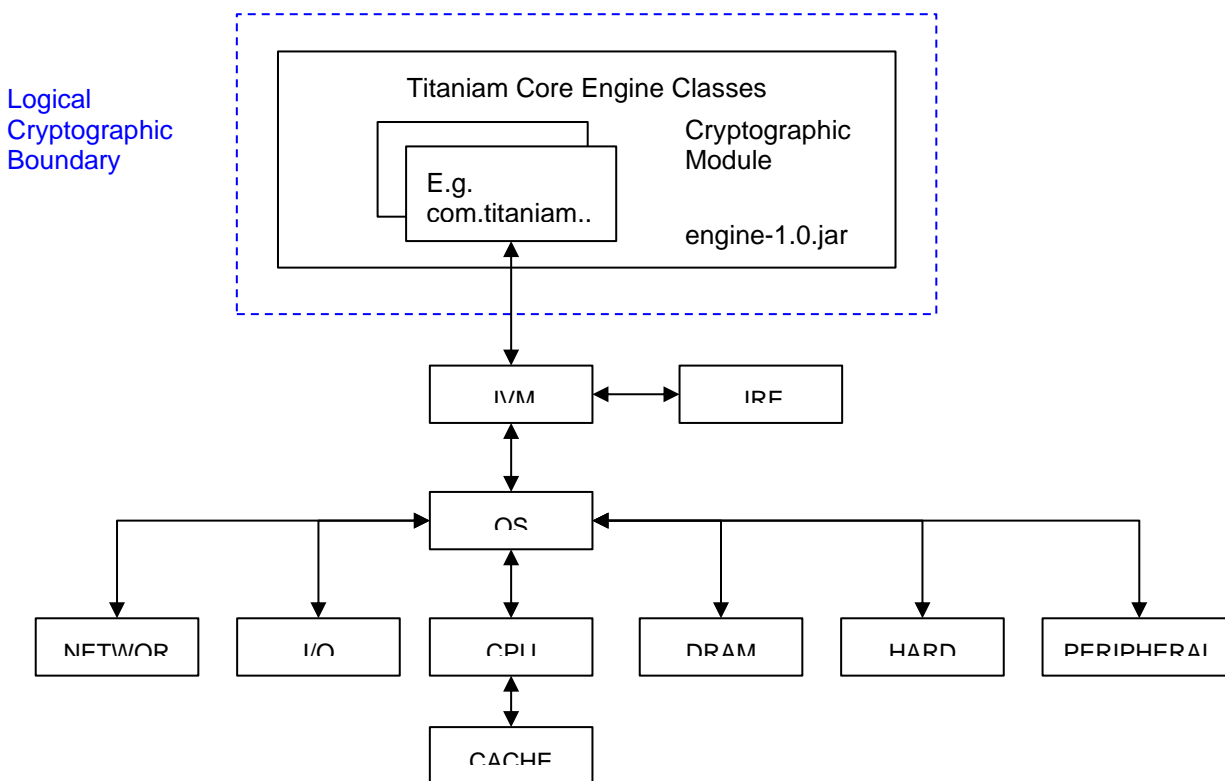 Titaniam Core Engine Classes
Logical
Cryptographic
Boundary
Cryptographic
Module
E.g.
com.titaniam..
engine-1.0.jar
JVM
JRE
OS
NETWOR
I/O
CPU
DRAM
HARD
PERIPHERAL
CACHE